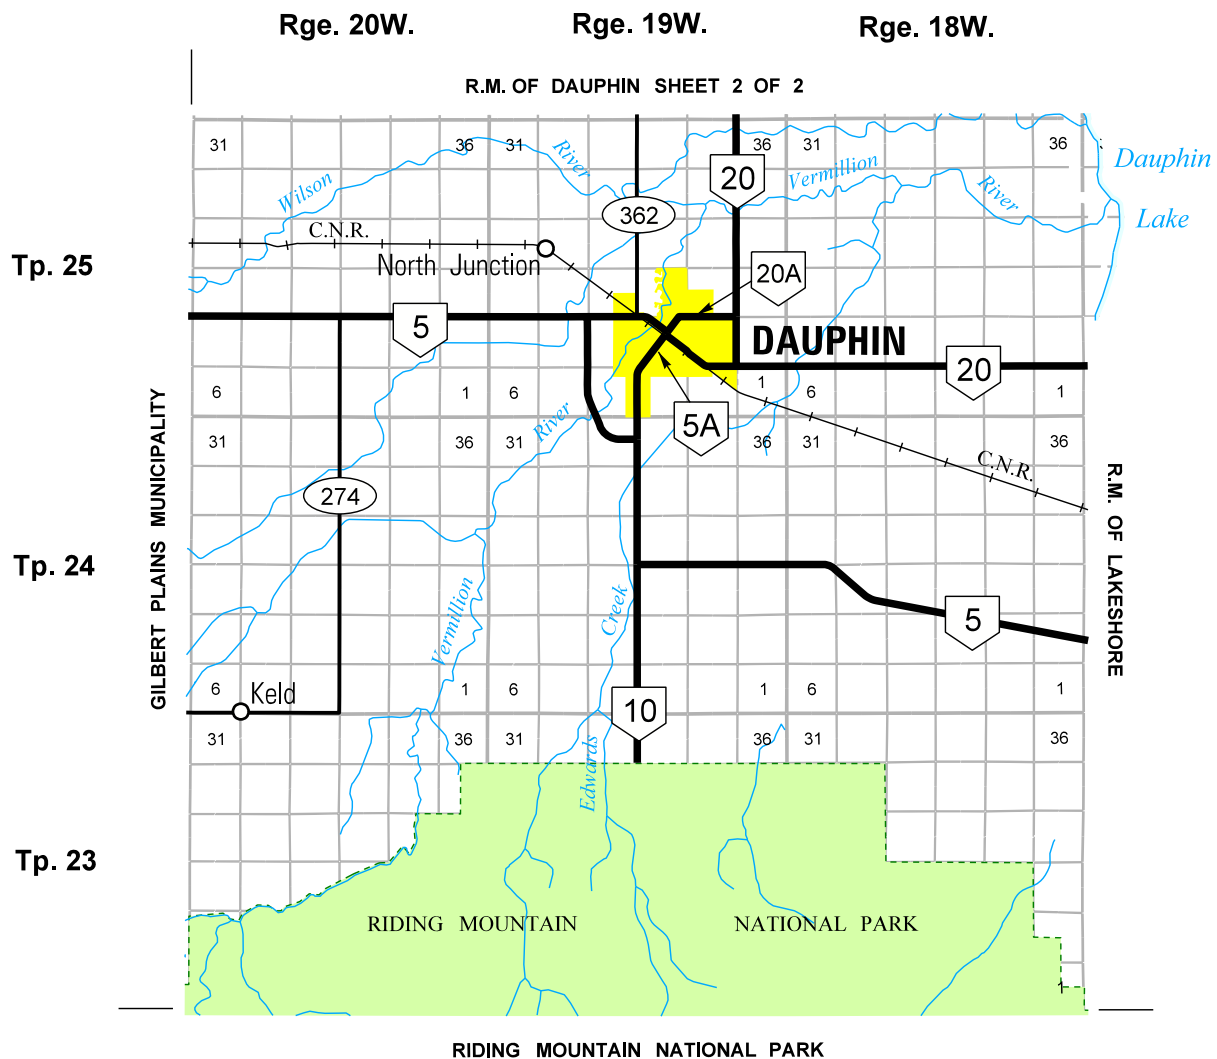 Rge. 20W. Rge. 19W. Rge. 18W.
R.M. OF DAUPHIN SHEET 2 OF 2
31 36 31 36 31 36
River
Vermillion
Dauphin
Wilson
20
River
362
Lake
C.N.R.
Tp. 25
North Junction
20A
5
DAUPHIN
20
6 1 6 1 6 1
River
5A
31 36 31 36 31 36
C.N.R.
GILBERT PLAINS MUNICIPALITY
R.M. OF LAKESHORE
274
Tp. 24
Vermillion
Creek
5
6 Keld 1 6 1 6 1
10
31 36 31 36 31 36
Edwards
Tp. 23
RIDING MOUNTAIN NATIONAL PARK
RIDING MOUNTAIN NATIONAL PARK